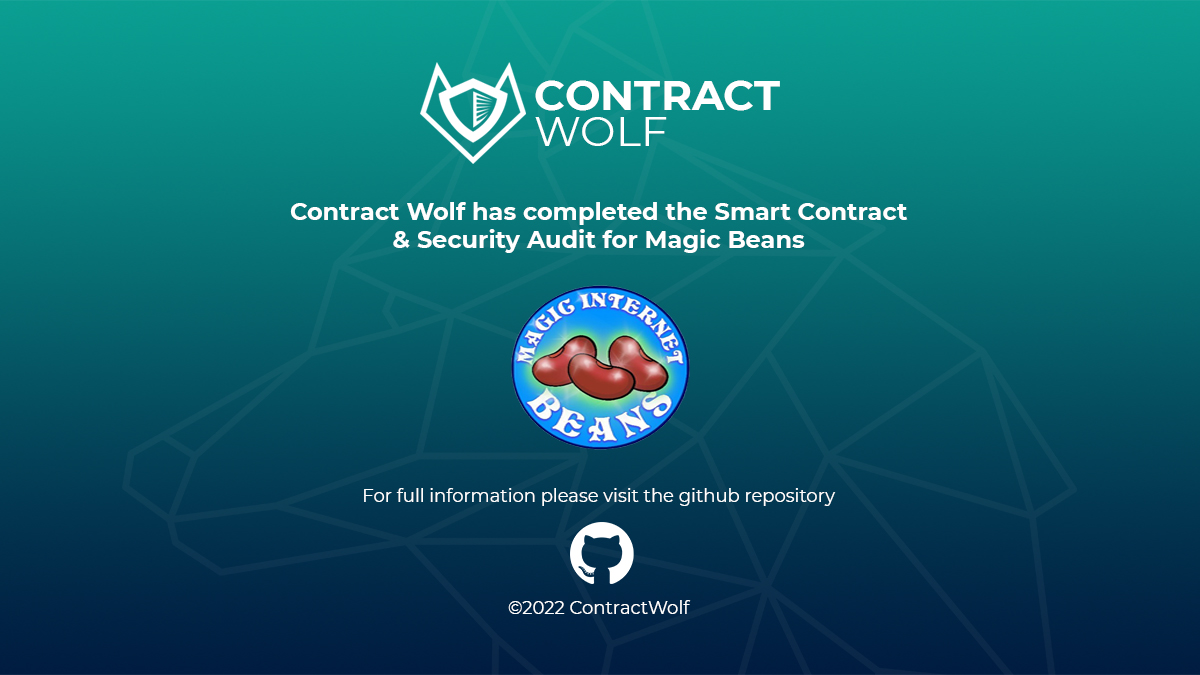 CONTRACT
WOLF
Contract Wolf has completed the Smart Contract
& Security Audit for Magic Beans
MAGIC INTERNET
BEANS
For full information please visit the github repository
©2022 ContractWolf